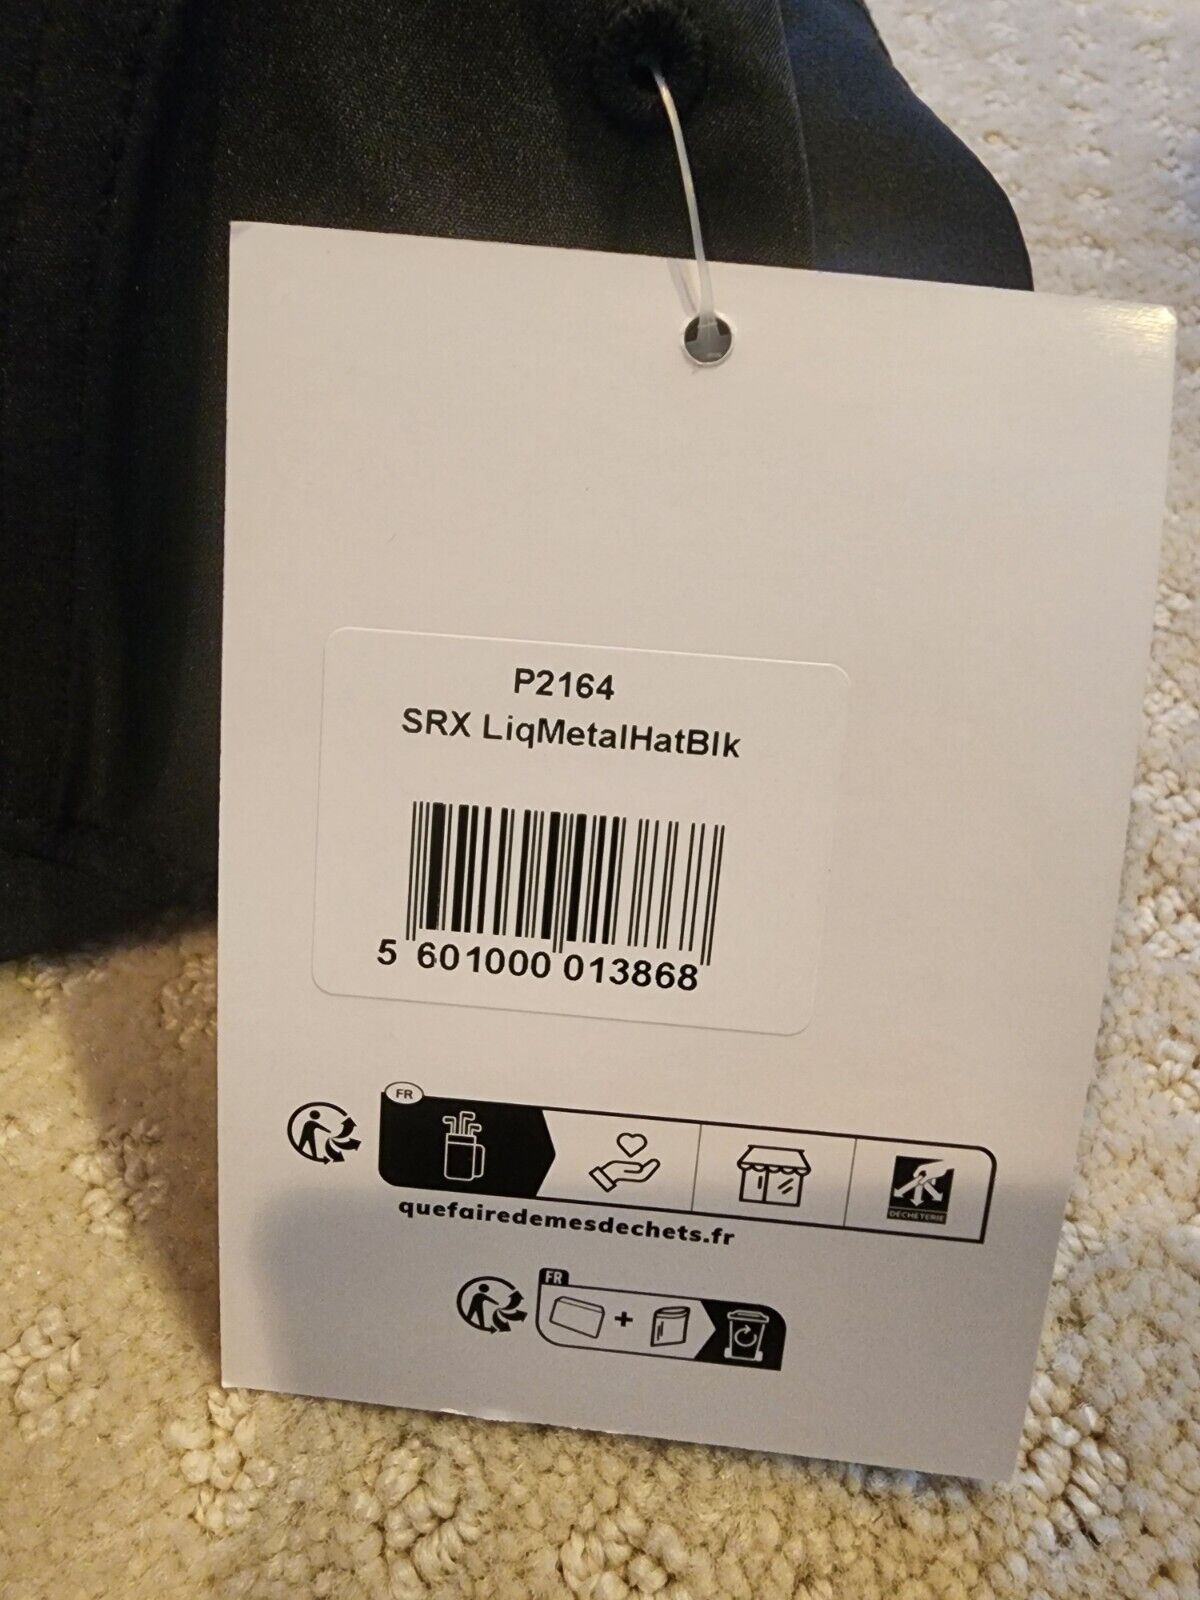 P2164
SRX LiqMetalHatBlk
5 601000 013868
FR
DÉCHÈTERIE
quefairedemesdechets.fr
FR